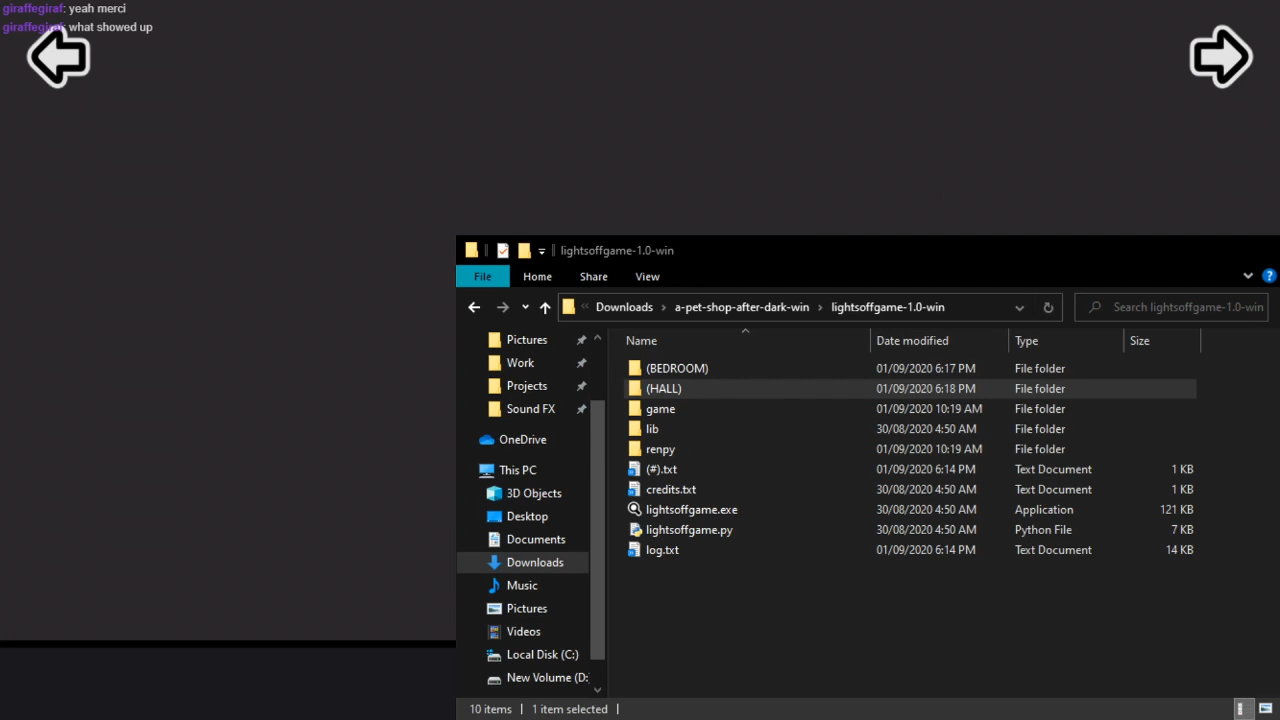 giraffegiraf: yeah merci
giraffegiraf: what showed up
lightsoffgame-1.0-win
File Home Share View
Downloads a-pet-shop-after-dark-win lightsoffgame-1.0-win Search lightsoffgame-1.0-win
Name Date modified Type Size
Pictures
Work
Projects
Sound FX
OneDrive
This PC
3D Objects
Desktop
Documents
Downloads
Music
Pictures
Videos
Local Disk (C:)
New Volume (D:
(BEDROOM) 01/09/2020 6:17 PM File folder
(HALL) 01/09/2020 6:18 PM File folder
game 01/09/2020 10:19 AM File folder
lib 30/08/2020 4:50 AM File folder
renpy 01/09/2020 10:19 AM File folder
(#).txt 01/09/2020 6:14 PM Text Document 1 KB
credits.txt 30/08/2020 4:50 AM Text Document 1 KB
lightsoffgame.exe 30/08/2020 4:50 AM Application 121 KB
lightsoffgame.py 30/08/2020 4:50 AM Python File 7 KB
log.txt 01/09/2020 6:14 PM Text Document 14 KB
10 items 1 item selected